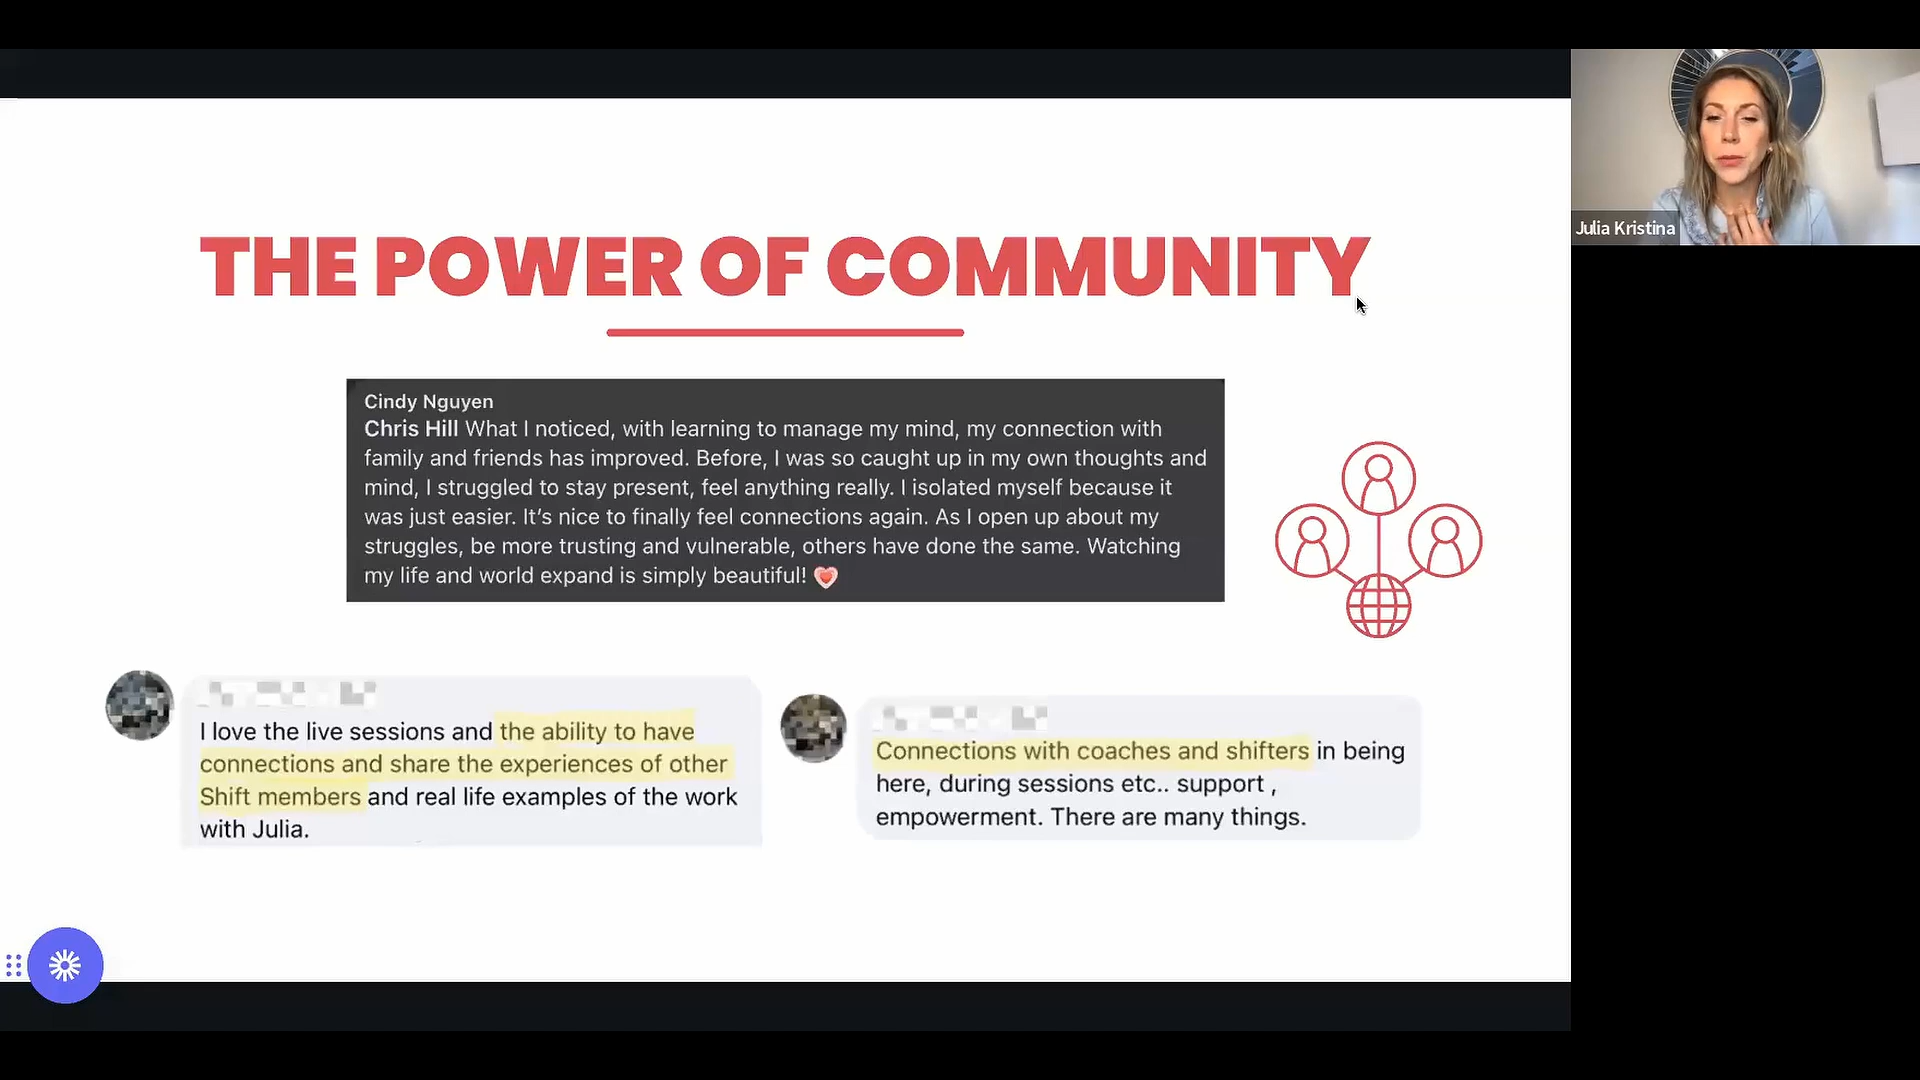 THE POWER OF COMMUNITY
Julia Kristina
Cindy Nguyen
Chris Hill What I noticed, with learning to manage my mind, my connection with
family and friends has improved. Before, I was so caught up in my own thoughts and
mind, I struggled to stay present, feel anything really. I isolated myself because it
was just easier. It’s nice to finally feel connections again. As I open up about my
struggles, be more trusting and vulnerable, others have done the same. Watching
my life and world expand is simply beautiful!
I love the live sessions and the ability to have
connections and share the experiences of other
Shift members and real life examples of the work
with Julia.
Connections with coaches and shifters in being
here, during sessions etc.. support ,
empowerment. There are many things.